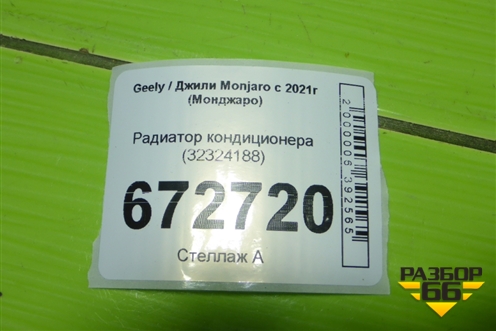 Geely / Джили Monjaro с 2021г
(Монджаро)
Радиатор кондиционера
(32324188)
672720
Стеллаж А
2000006392565
РАЗБОР
66